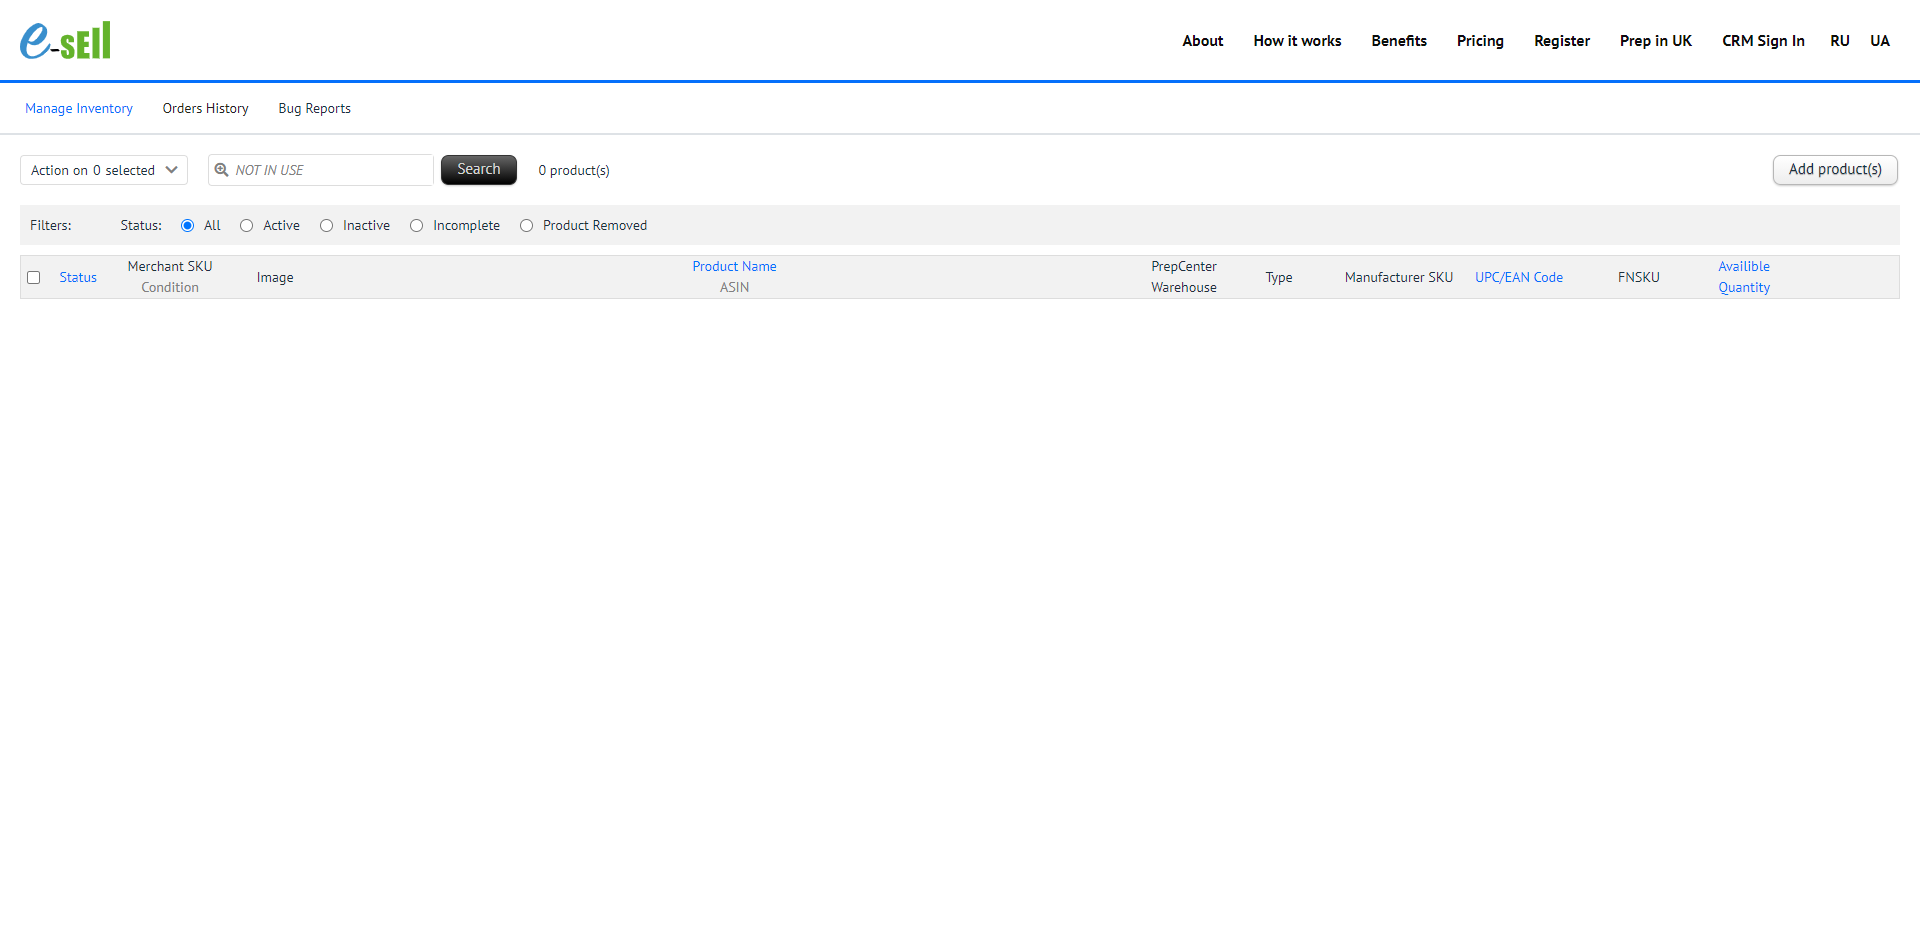 e-sEll
About How it works Benefits Pricing Register Prep in UK CRM Sign In RU UA
Manage Inventory Orders History Bug Reports
Action on 0 selected NOT IN USE Search 0 product(s) Add product(s)
Filters: Status: All Active Inactive Incomplete Product Removed
Status Merchant SKU Condition Image Product Name ASIN PrepCenter Warehouse Type Manufacturer SKU UPC/EAN Code FNSKU Availible Quantity